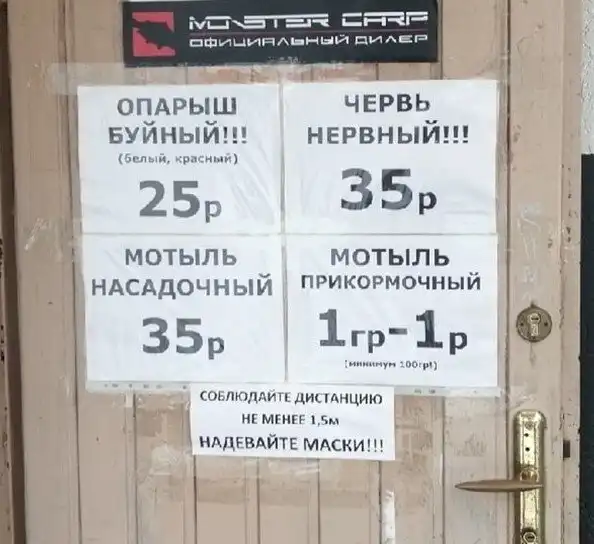 MONSTER CARP
ОФИЦИАЛЬНЫЙ ДИЛЕР
ОПАРЫШ
БУЙНЫЙ!!!
(белый, красный)
25р
ЧЕРВЬ
НЕРВНЫЙ!!!
35р
МОТЫЛЬ
НАСАДОЧНЫЙ
35р
МОТЫЛЬ
ПРИКОРМОЧНЫЙ
1гр-1р
(минимум 100гр!)
СОБЛЮДАЙТЕ ДИСТАНЦИЮ
НЕ МЕНЕЕ 1,5м
НАДЕВАЙТЕ МАСКИ!!!